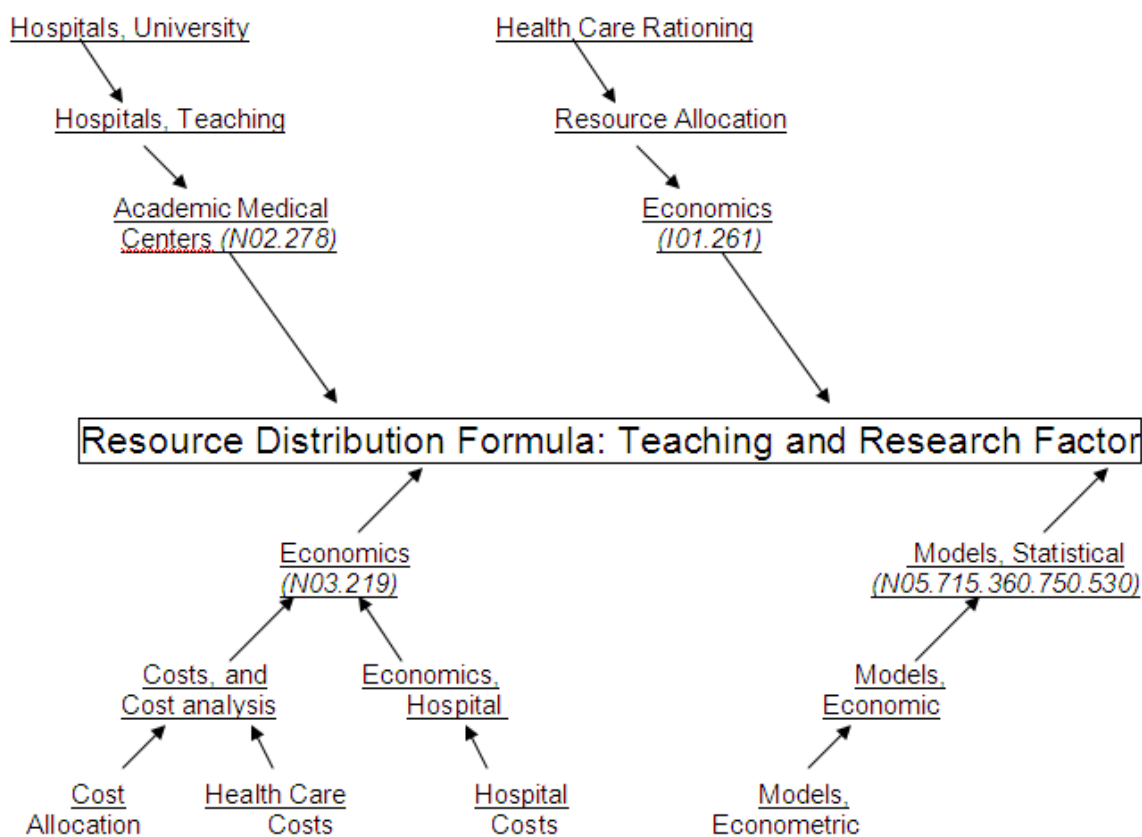 Hospitals, University
Health Care Rationing
Hospitals, Teaching
Resource Allocation
Academic Medical
Centers (N02.278)
Economics
(I01.261)
Resource Distribution Formula: Teaching and Research Factor
Economics
(N03.219)
Models, Statistical
(N05.715.360.750.530)
Costs, and
Cost analysis
Economics,
Hospital
Models,
Economic
Cost
Allocation
Health Care
Costs
Hospital
Costs
Models,
Econometric